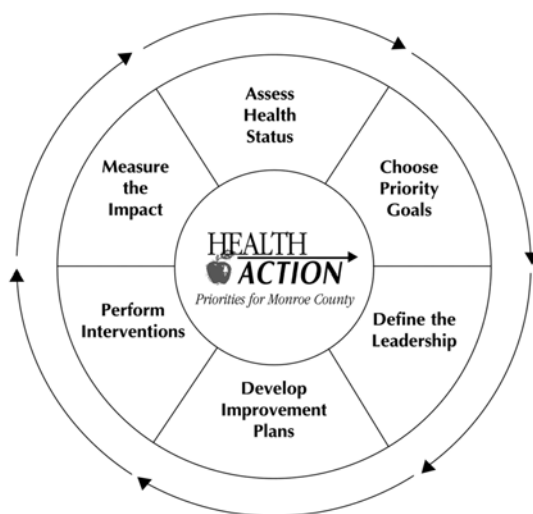 Assess
Health
Status
Choose
Priority
Goals
Define the
Leadership
Develop
Improvement
Plans
Perform
Interventions
Measure
the
Impact
HEALTH
ACTION
Priorities for Monroe County